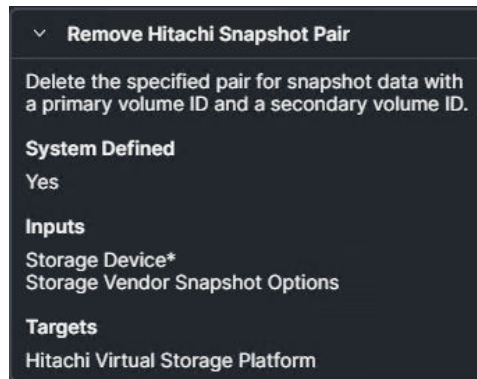 Remove Hitachi Snapshot Pair
Delete the specified pair for snapshot data with
a primary volume ID and a secondary volume ID.
System Defined
Yes
Inputs
Storage Device*
Storage Vendor Snapshot Options
Targets
Hitachi Virtual Storage Platform